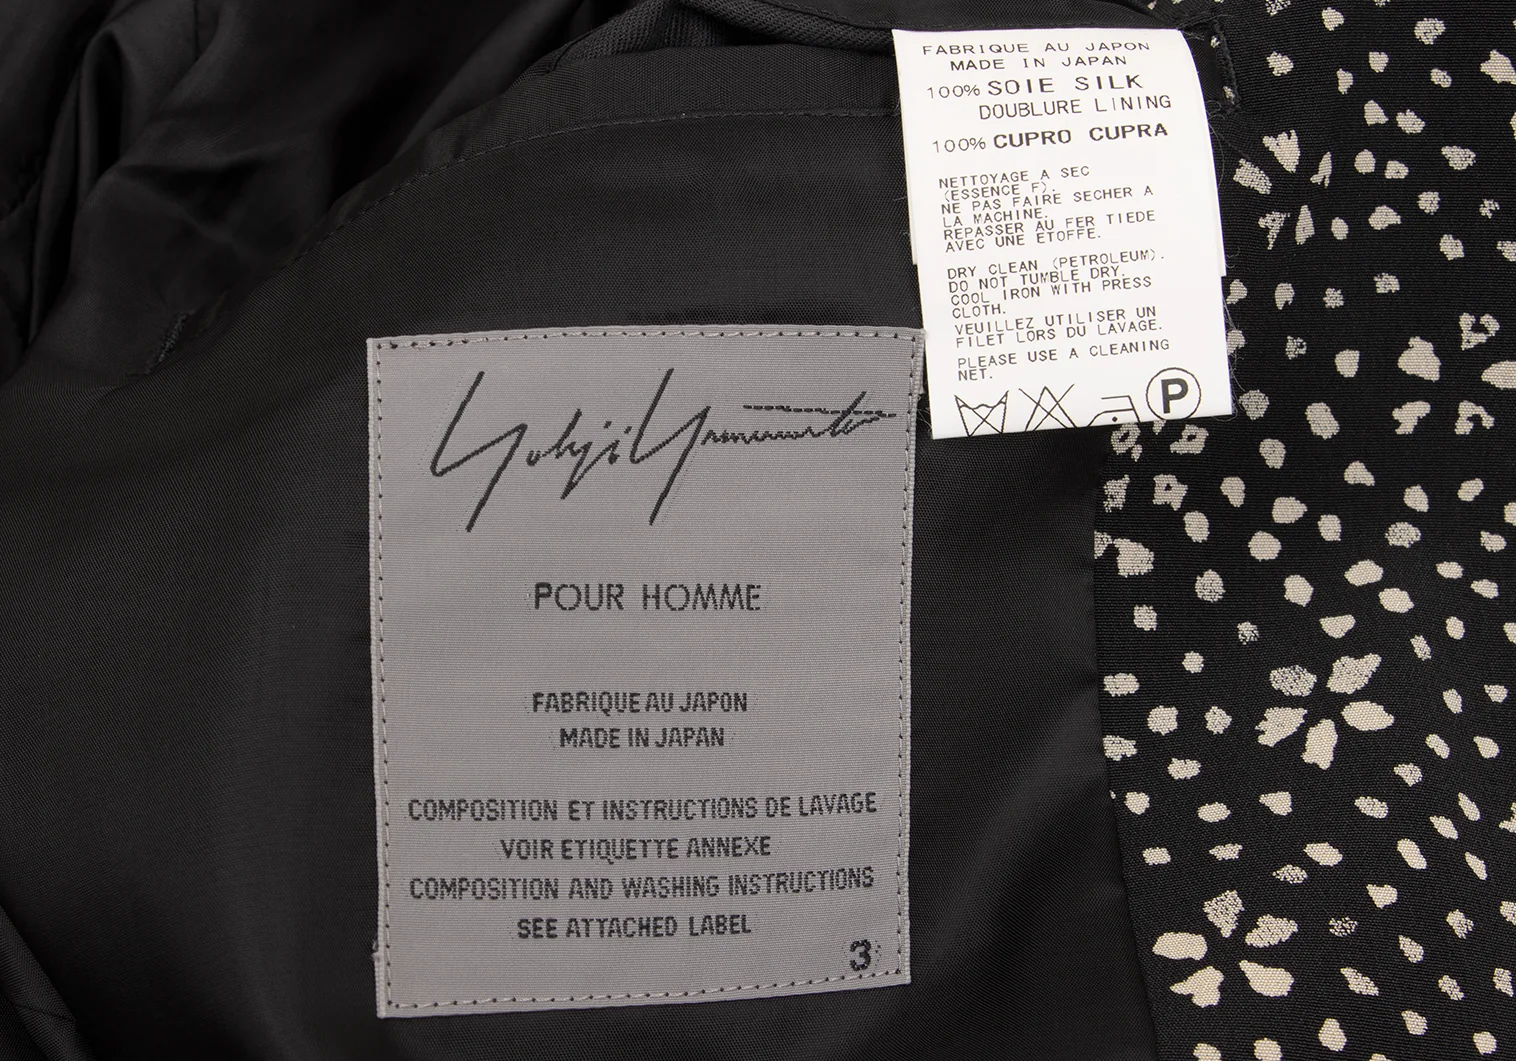 FABRIQUE AU JAPON
MADE IN JAPAN
100% SOIE SILK
DOUBLURE LINING
100% CUPRO CUPRA
NETTOYAGE A SEC
(ESSENCE F).
NE PAS FAIRE SECHER A
LA MACHINE.
REPASSER AU FER TIEDE
AVEC UNE ETOFFE.
DRY CLEAN (PETROLEUM).
DO NOT TUMBLE DRY.
COOL IRON WITH PRESS
CLOTH.
VEUILLEZ UTILISER UN
FILET LORS DU LAVAGE.
PLEASE USE A CLEANING
NET.
P
Yohji Yamamoto
POUR HOMME
FABRIQUE AU JAPON
MADE IN JAPAN
COMPOSITION ET INSTRUCTIONS DE LAVAGE
VOIR ETIQUETTE ANNEXE
COMPOSITION AND WASHING INSTRUCTIONS
SEE ATTACHED LABEL
3